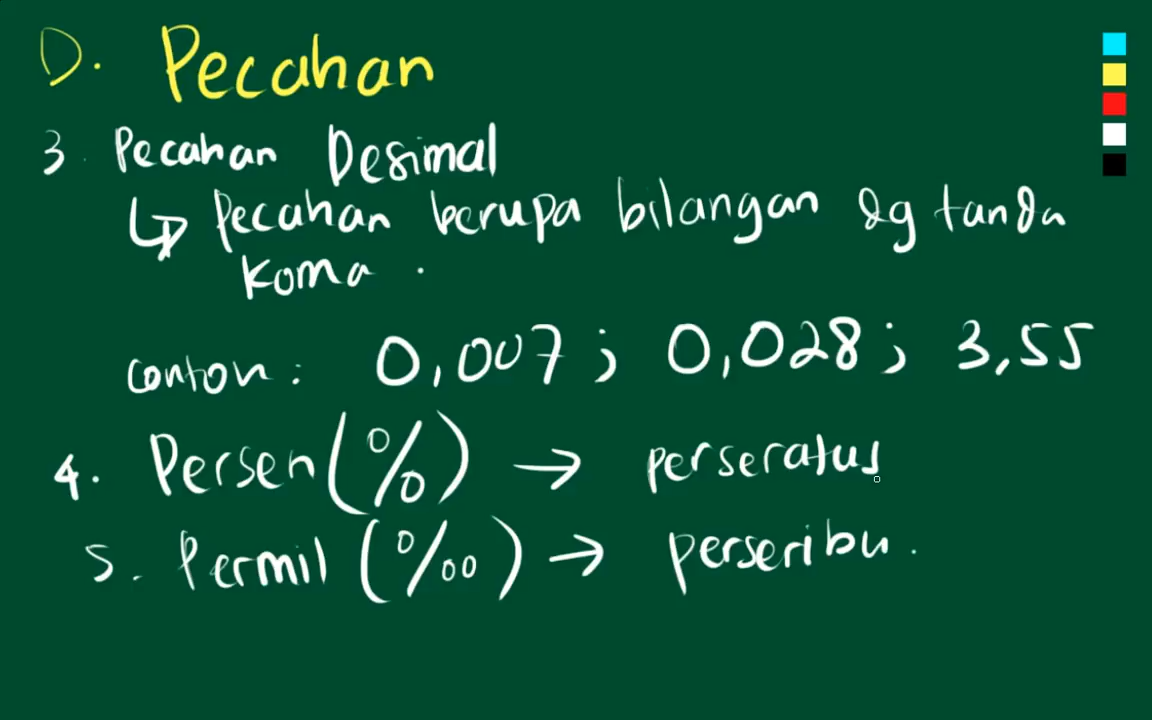 D. Pecahan
3. Pecahan Desimal
↳ Pecahan berupa bilangan dg tanda
koma.
contoh: 0,007; 0,028; 3,55
4. Persen (%) → perseratus
5. Permil (‰) → perseribu.